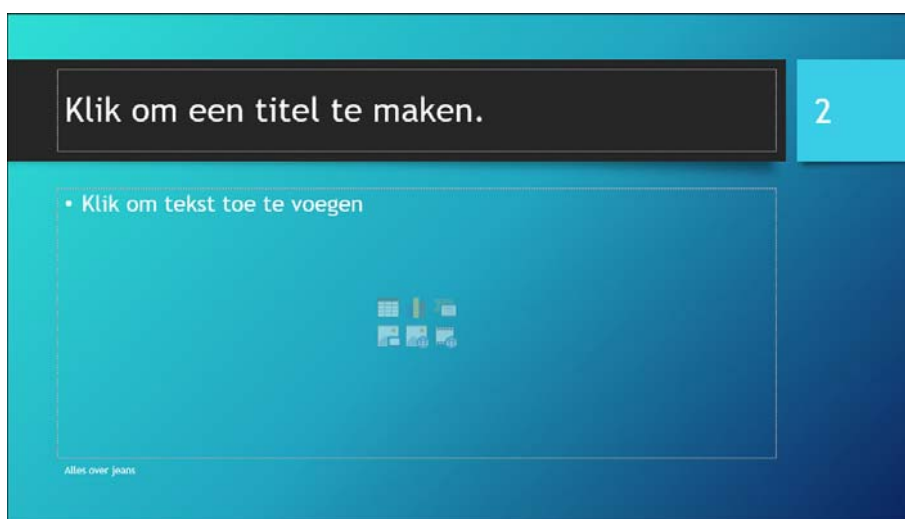 Klik om een titel te maken.
2
• Klik om tekst toe te voegen
Alles over jeans